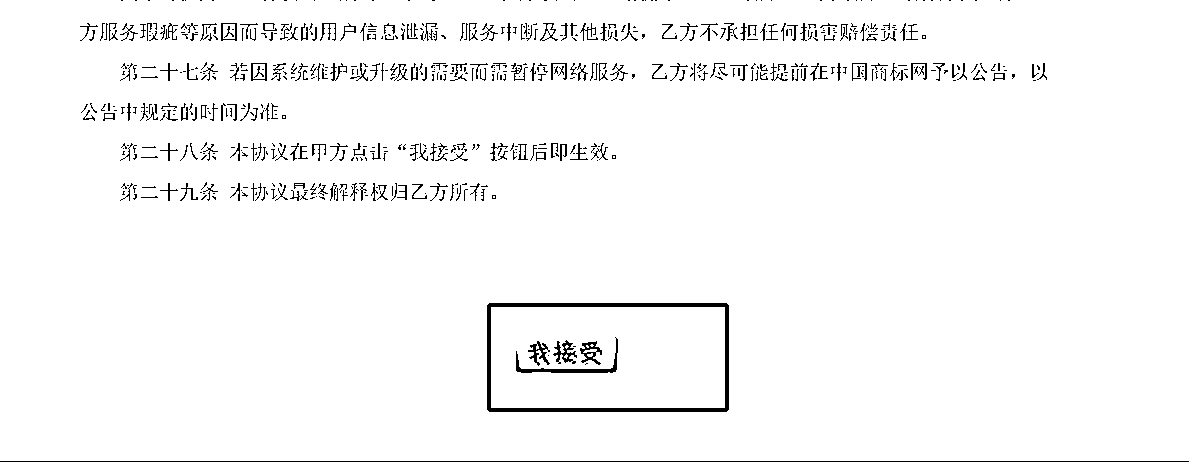 方服务瑕疵等原因而导致的用户信息泄漏、服务中断及其他损失，乙方不承担任何损害赔偿责任。
第二十七条 若因系统维护或升级的需要而需暂停网络服务，乙方将尽可能提前在中国商标网予以公告，以
公告中规定的时间为准。
第二十八条 本协议在甲方点击“我接受”按钮后即生效。
第二十九条 本协议最终解释权归乙方所有。
我接受